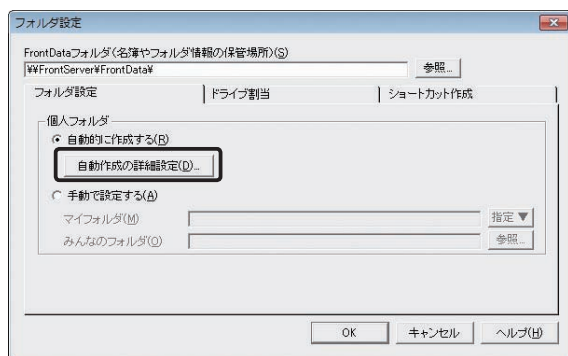 フォルダ設定
FrontDataフォルダ(名簿やフォルダ情報の保管場所)(S)
¥¥FrontServer¥FrontData¥ 参照...
フォルダ設定 ドライブ割当 ショートカット作成
個人フォルダ
自動的に作成する(R)
自動作成の詳細設定(D)...
手動で設定する(A)
マイフォルダ(M) 指定▼
みんなのフォルダ(O) 参照...
OK キャンセル ヘルプ(H)